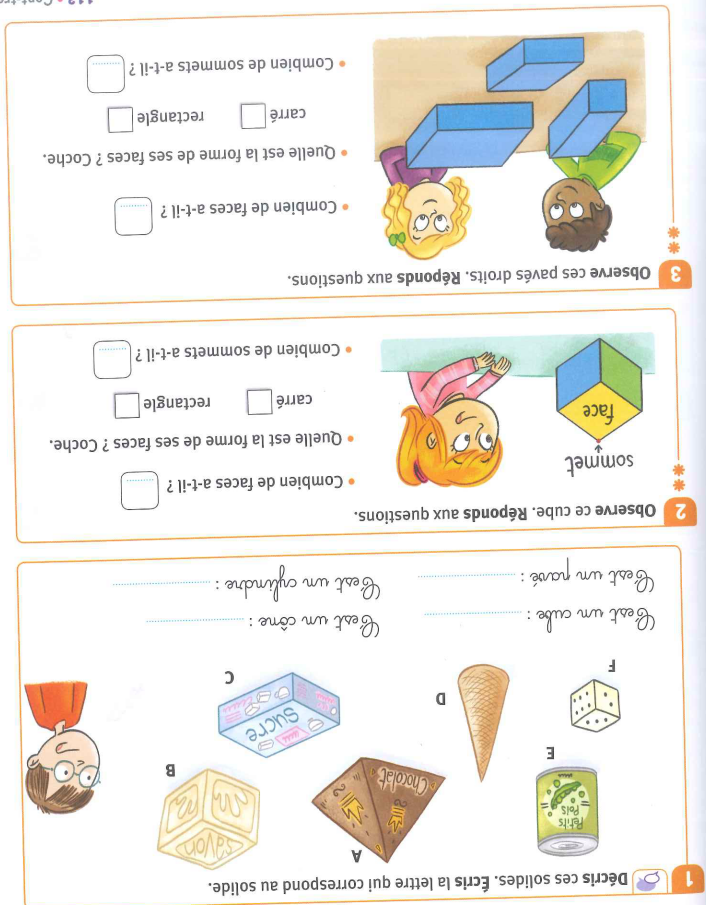 1 Décris ces solides. Écris la lettre qui correspond au solide.
A
Chocolat
B
savon
C
sucre
D
E
Petits
Pois
F
C'est un cube : ............
C'est un cône : ............
C'est un pavé : ............
C'est un cylindre : ............
2 Observe ce cube. Réponds aux questions.
sommet
face
• Combien de faces a-t-il ?
• Quelle est la forme de ses faces ? Coche.
carré rectangle
• Combien de sommets a-t-il ?
3 Observe ces pavés droits. Réponds aux questions.
• Combien de faces a-t-il ?
• Quelle est la forme de ses faces ? Coche.
carré rectangle
• Combien de sommets a-t-il ?